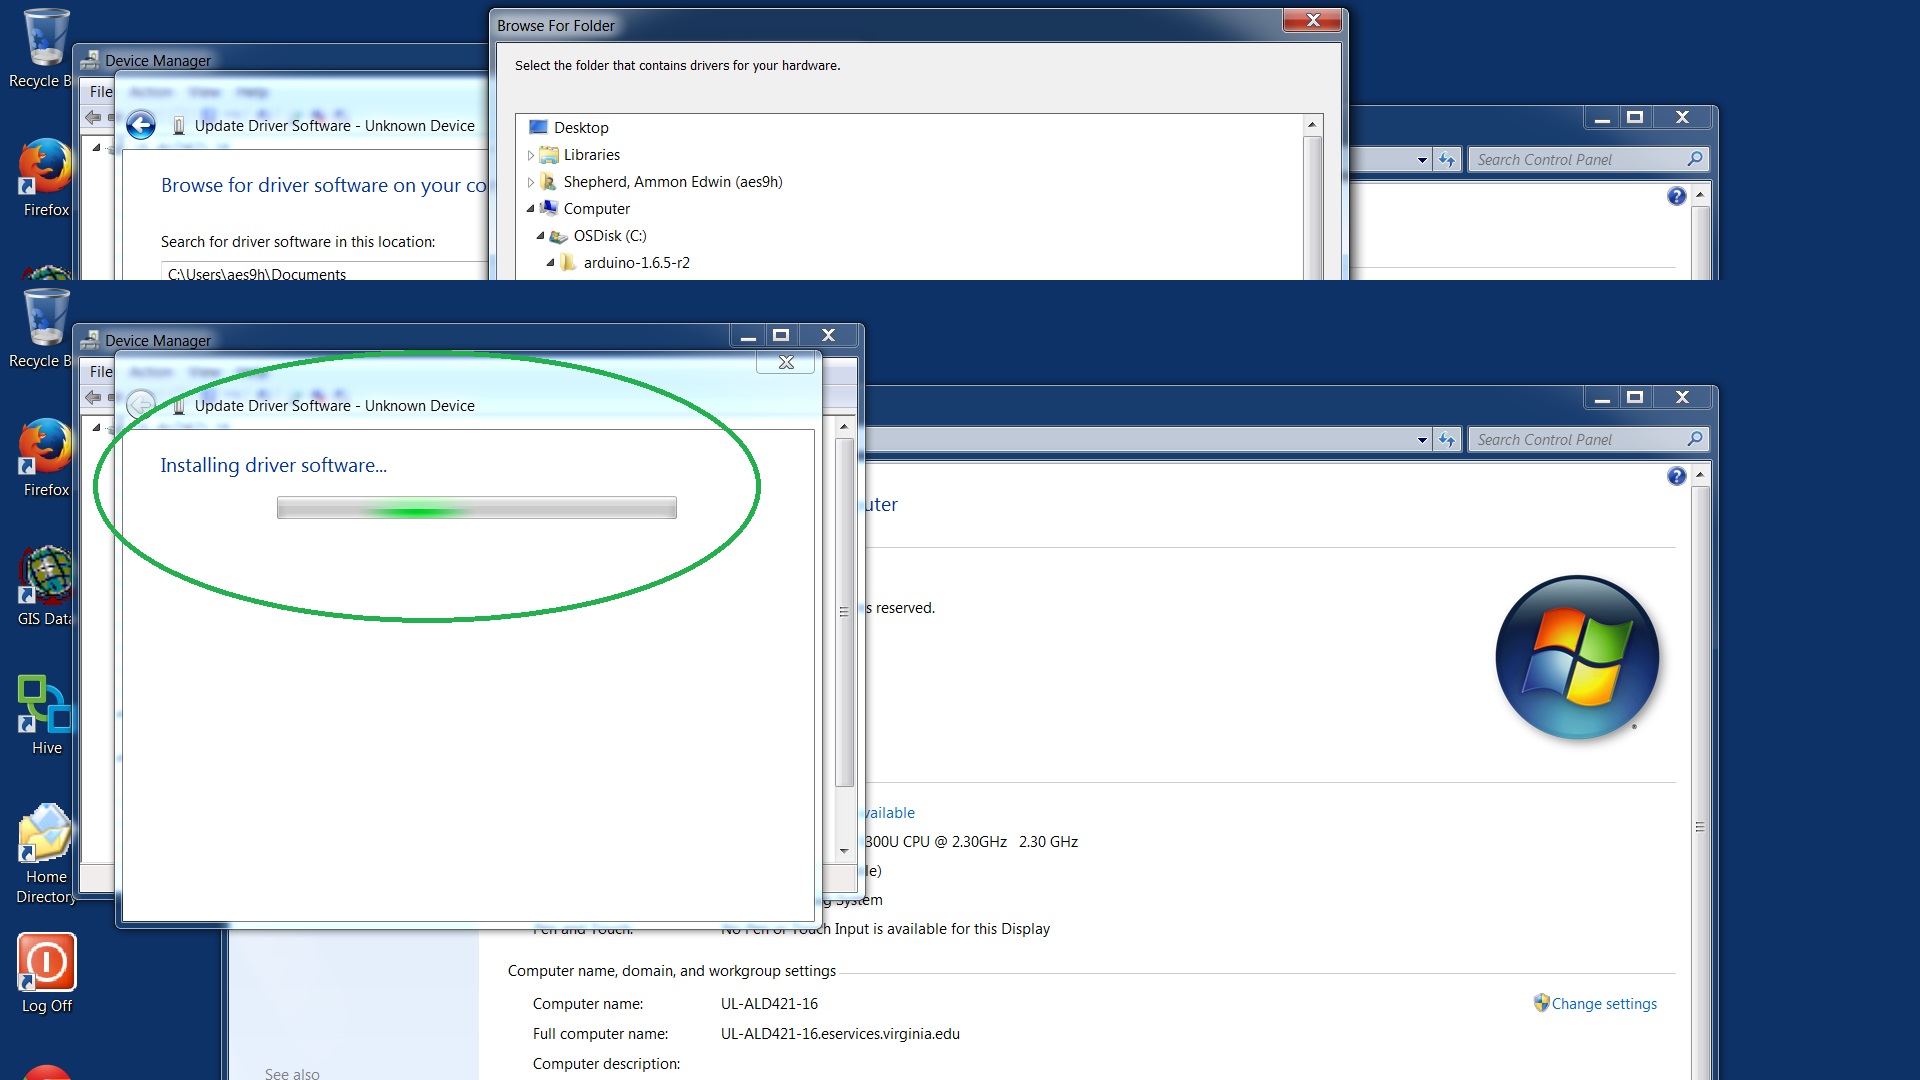 Recycle B
Device Manager
File Action View Help
Update Driver Software - Unknown Device
Browse for driver software on your co
Search for driver software in this location:
C:\Users\aes9h\Documents
Browse For Folder
Select the folder that contains drivers for your hardware.
Desktop
Libraries
Shepherd, Ammon Edwin (aes9h)
Computer
OSDisk (C:)
arduino-1.6.5-r2
Search Control Panel
Firefox
Recycle B
Device Manager
File Action View Help
Update Driver Software - Unknown Device
Installing driver software...
Search Control Panel
Firefox
GIS Data
Hive
Home
Directory
Log Off
uter
s reserved.
vailable
300U CPU @ 2.30GHz 2.30 GHz
le)
g System
Pen and Touch: No Pen or Touch Input is available for this Display
Computer name, domain, and workgroup settings
Computer name: UL-ALD421-16
Change settings
Full computer name: UL-ALD421-16.eservices.virginia.edu
Computer description:
See also